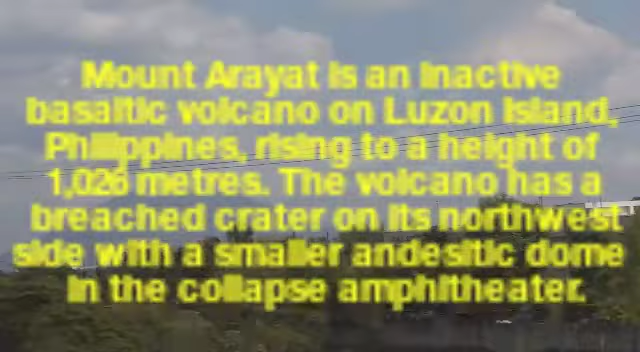 Mount Arayat is an inactive
basaltic volcano on Luzon Island,
Philippines, rising to a height of
1,026 metres. The volcano has a
breached crater on its northwest
side with a smaller andesitic dome
in the collapse amphitheater.